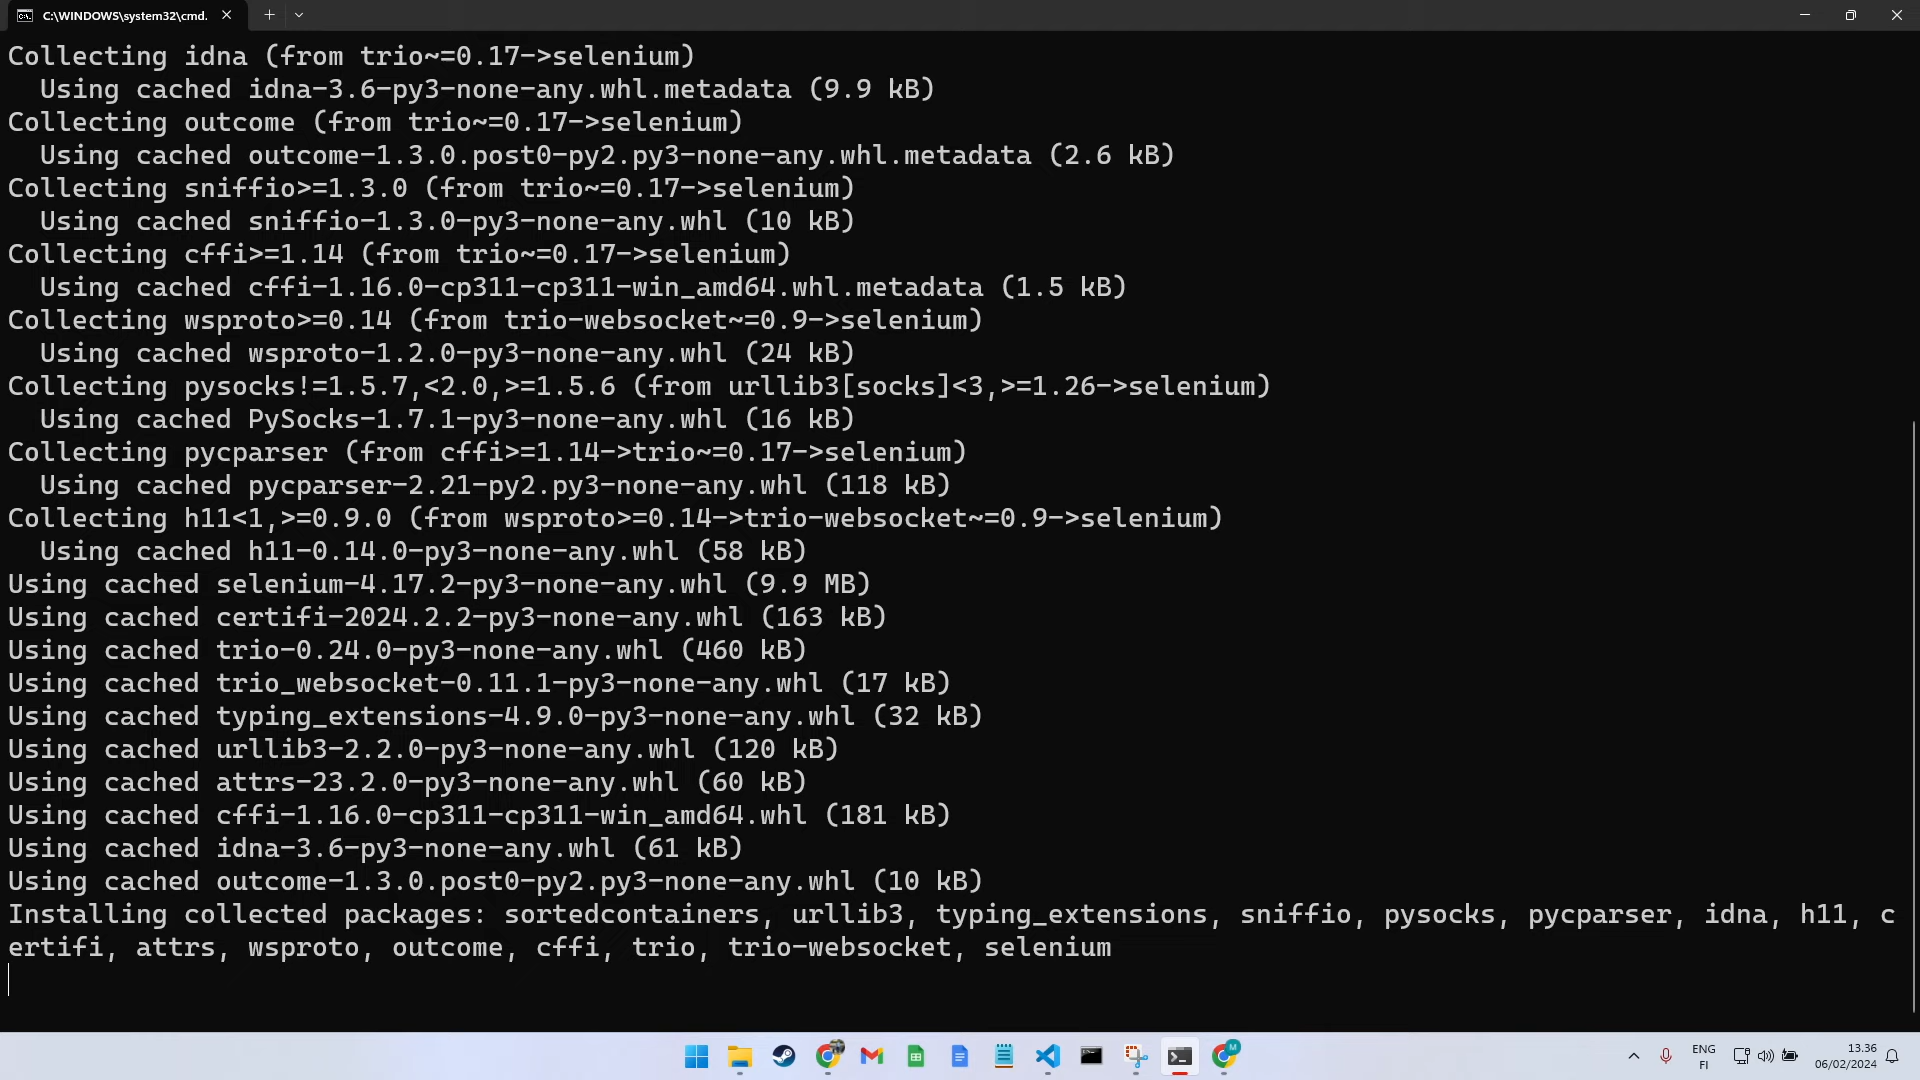 C:\WINDOWS\system32\cmd.
Collecting idna (from trio~=0.17->selenium)
  Using cached idna-3.6-py3-none-any.whl.metadata (9.9 kB)
Collecting outcome (from trio~=0.17->selenium)
  Using cached outcome-1.3.0.post0-py2.py3-none-any.whl.metadata (2.6 kB)
Collecting sniffio>=1.3.0 (from trio~=0.17->selenium)
  Using cached sniffio-1.3.0-py3-none-any.whl (10 kB)
Collecting cffi>=1.14 (from trio~=0.17->selenium)
  Using cached cffi-1.16.0-cp311-cp311-win_amd64.whl.metadata (1.5 kB)
Collecting wsproto>=0.14 (from trio-websocket~=0.9->selenium)
  Using cached wsproto-1.2.0-py3-none-any.whl (24 kB)
Collecting pysocks!=1.5.7,<2.0,>=1.5.6 (from urllib3[socks]<3,>=1.26->selenium)
  Using cached PySocks-1.7.1-py3-none-any.whl (16 kB)
Collecting pycparser (from cffi>=1.14->trio~=0.17->selenium)
  Using cached pycparser-2.21-py2.py3-none-any.whl (118 kB)
Collecting h11<1,>=0.9.0 (from wsproto>=0.14->trio-websocket~=0.9->selenium)
  Using cached h11-0.14.0-py3-none-any.whl (58 kB)
Using cached selenium-4.17.2-py3-none-any.whl (9.9 MB)
Using cached certifi-2024.2.2-py3-none-any.whl (163 kB)
Using cached trio-0.24.0-py3-none-any.whl (460 kB)
Using cached trio_websocket-0.11.1-py3-none-any.whl (17 kB)
Using cached typing_extensions-4.9.0-py3-none-any.whl (32 kB)
Using cached urllib3-2.2.0-py3-none-any.whl (120 kB)
Using cached attrs-23.2.0-py3-none-any.whl (60 kB)
Using cached cffi-1.16.0-cp311-cp311-win_amd64.whl (181 kB)
Using cached idna-3.6-py3-none-any.whl (61 kB)
Using cached outcome-1.3.0.post0-py2.py3-none-any.whl (10 kB)
Installing collected packages: sortedcontainers, urllib3, typing_extensions, sniffio, pysocks, pycparser, idna, h11, c
ertifi, attrs, wsproto, outcome, cffi, trio, trio-websocket, selenium
M
ENG
FI
13.36
06/02/2024